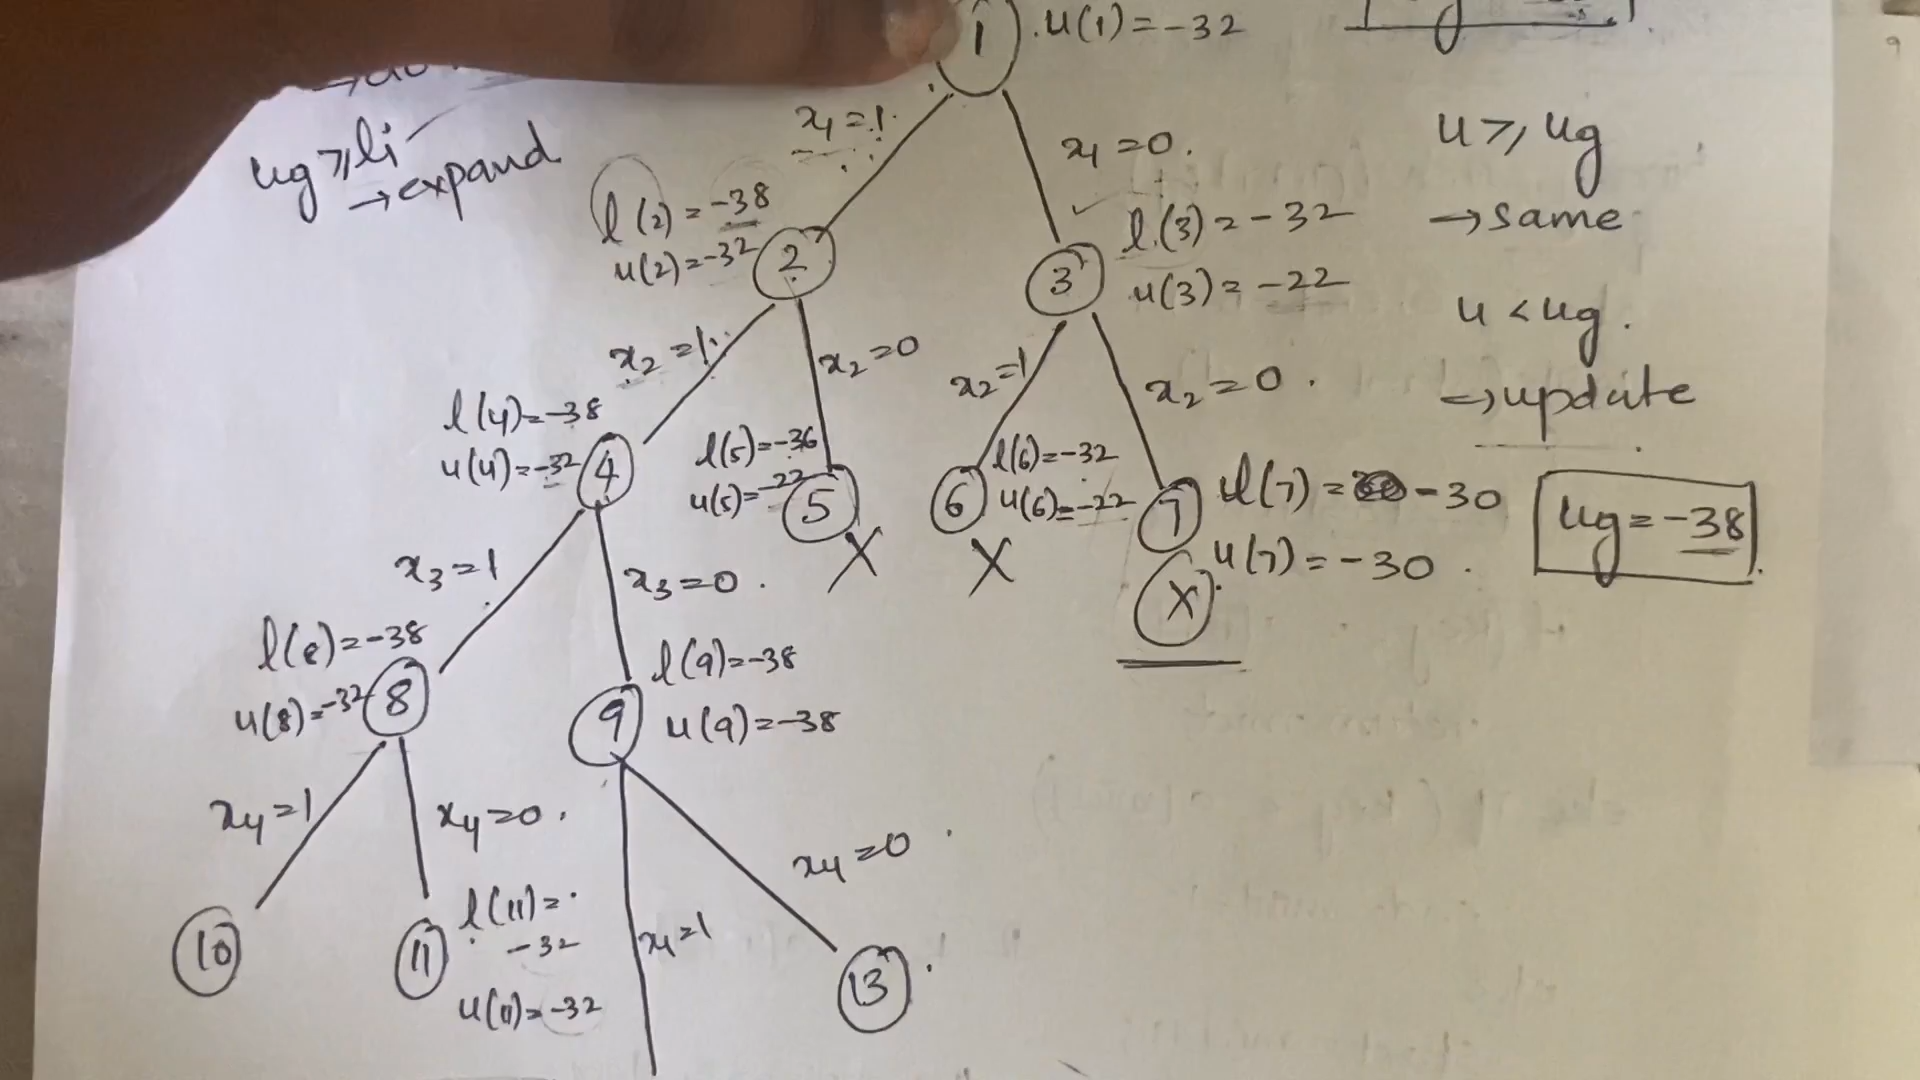 1
u(1) = -32
ug ≥ li
→ expand
x1 = 1
x1 = 0.
u ≥ ug
→ same
l(2) = -38
u(2) = -32
2
l(3) = -32
u(3) = -22
3
u < ug.
→ update
x2 = 1
x2 = 0
x2 = 1
x2 = 0.
l(4) = -38
u(4) = -32
4
l(5) = -36
u(5) = -22
5
X
l(6) = -32
u(6) = -22
6
X
7
l(7) = -30
u(7) = -30.
X
ug = -38
x3 = 1
x3 = 0.
l(8) = -38
u(8) = -32
8
l(9) = -38
u(9) = -38
9
x4 = 1
x4 = 0.
x4 = 1
x4 = 0
10
11
l(11) =
-32
u(11) = -32
13